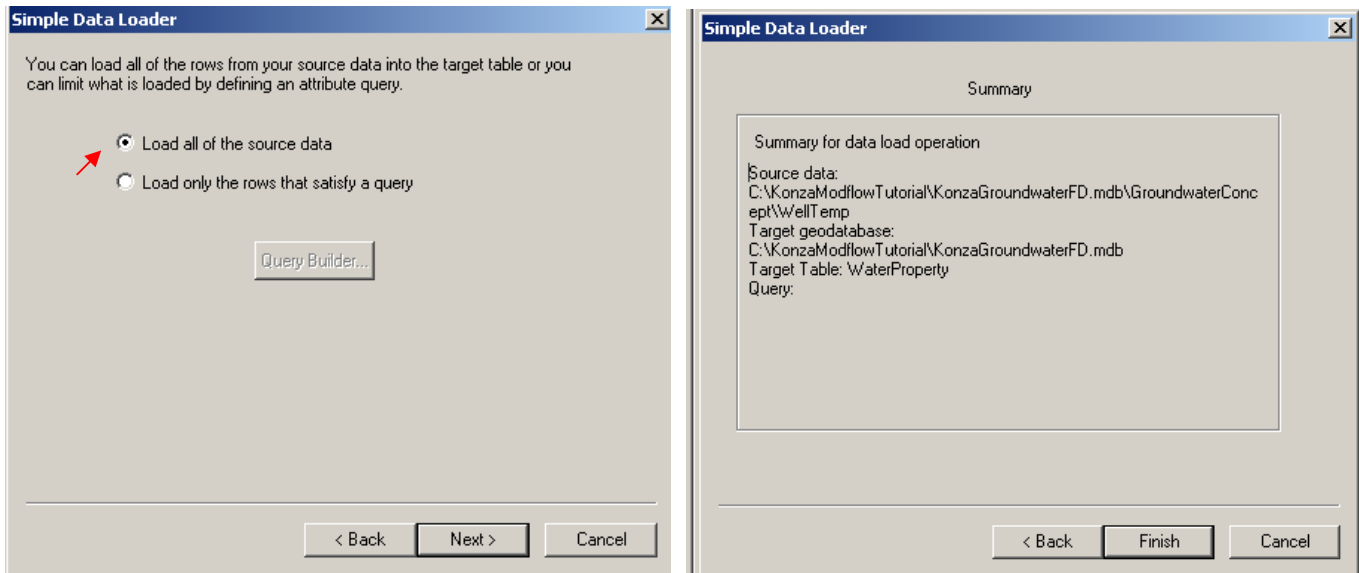 Simple Data Loader
You can load all of the rows from your source data into the target table or you
can limit what is loaded by defining an attribute query.
Load all of the source data
Load only the rows that satisfy a query
Query Builder...
< Back
Next >
Cancel
Simple Data Loader
Summary
Summary for data load operation
Source data:
C:\KonzaModflowTutorial\KonzaGroundwaterFD.mdb\GroundwaterConc
ept\WellTemp
Target geodatabase:
C:\KonzaModflowTutorial\KonzaGroundwaterFD.mdb
Target Table: WaterProperty
Query:
< Back
Finish
Cancel